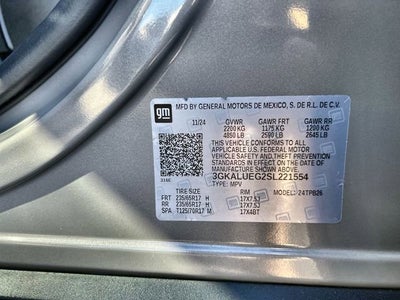 gm
MFD BY GENERAL MOTORS DE MEXICO, S. DE R.L. DE C.V.
11/24 GVWR GAWR FRT GAWR RR
2200 KG 1175 KG 1200 KG
4850 LB 2590 LB 2645 LB
THIS VEHICLE CONFORMS TO ALL
APPLICABLE U.S. FEDERAL MOTOR
VEHICLE SAFETY AND THEFT PREVENTION
STANDARDS IN EFFECT ON THE DATE OF
MANUFACTURE SHOWN ABOVE.
3GKALUEG2SL221554
TYPE: MPV MODEL: 24TPB26
TIRE SIZE RIM
FRT 235/65R17 H 17X7.5J
RR 235/65R17 H 17X7.5J
SPA T125/70R17 M 17X4BT